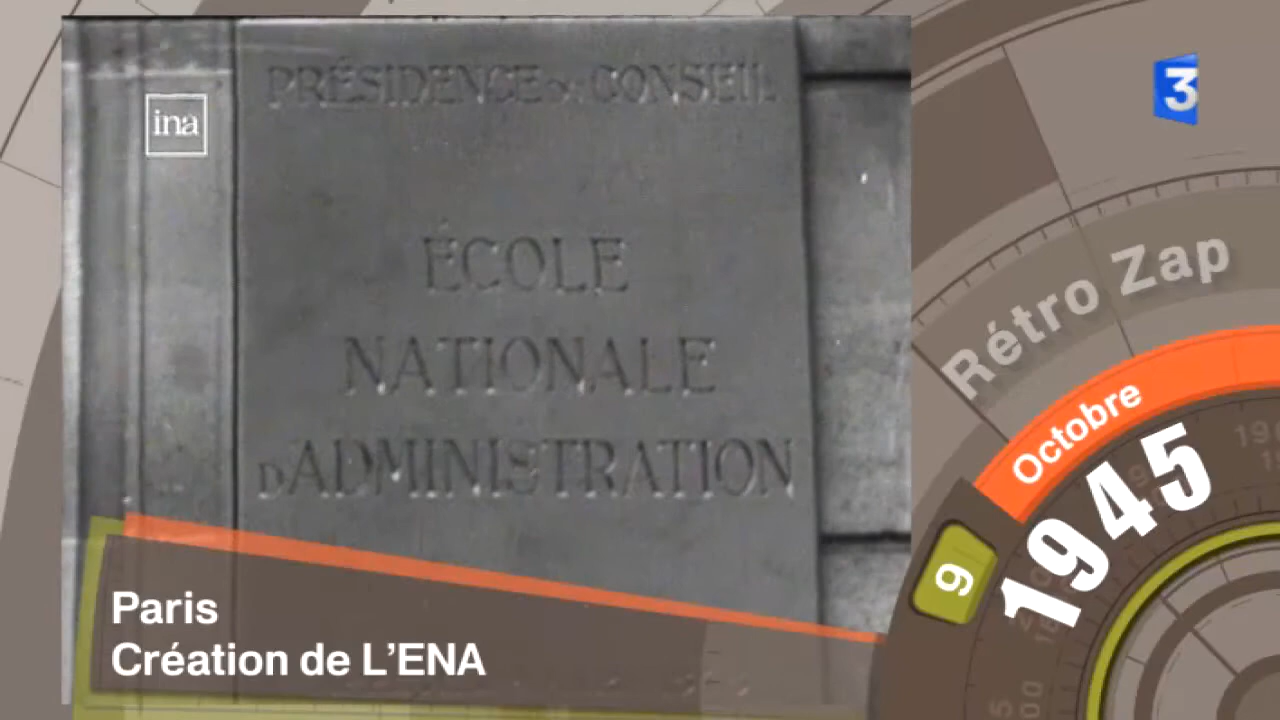 PRÉSIDENCE DU CONSEIL
ina
ÉCOLE
NATIONALE
D'ADMINISTRATION
3
Rétro Zap
Octobre
1945
9
Paris
Création de L'ENA